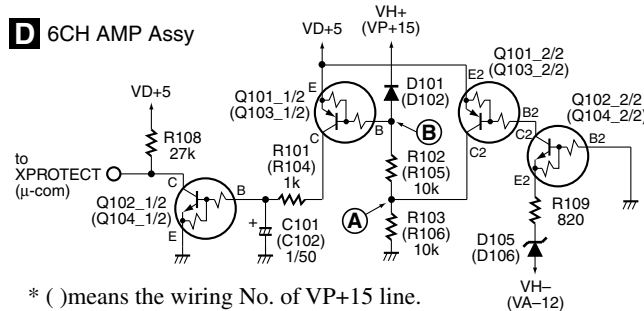 D 6CH AMP Assy
VD+5
VH+
(VP+15)
VD+5
Q101_1/2
(Q103_1/2)
E
D101
(D102)
E2
Q101_2/2
(Q103_2/2)
Q102_2/2
(Q104_2/2)
B
B
B2
C2
B2
C
C2
R108
27k
R101
(R104)
1k
R102
(R105)
10k
E2
to
XPROTECT
(μ-com)
C
B
A
R109
820
Q102_1/2
(Q104_1/2)
E
+
C101
(C102)
1/50
R103
(R106)
10k
D105
(D106)
VH–
(VA–12)
* ( )means the wiring No. of VP+15 line.